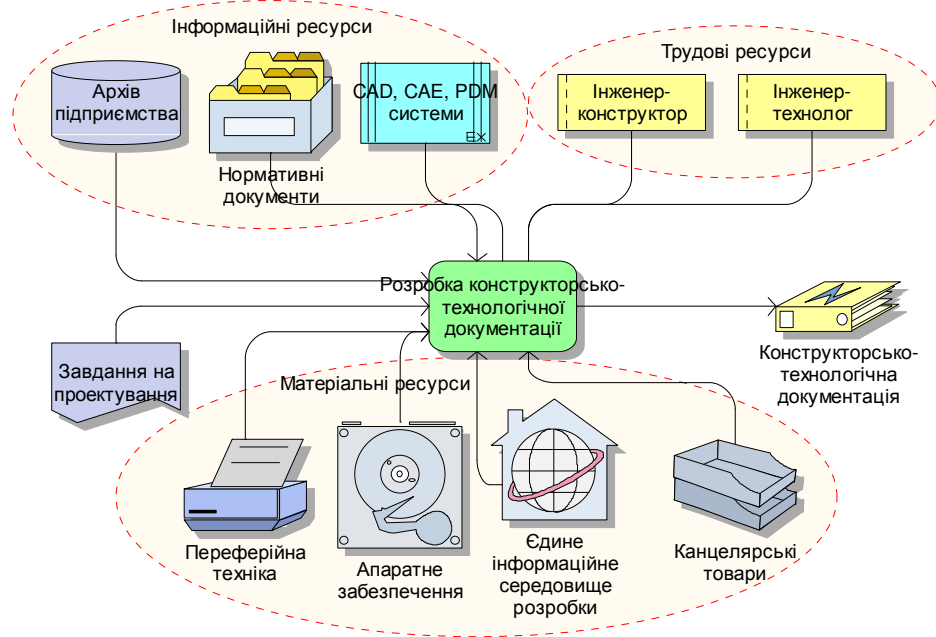 Інформаційні ресурси
Трудові ресурси
Архів
підприємства
CAD, CAE, PDM
системи
EX
Інженер-
конструктор
Інженер-
технолог
Нормативні
документи
Розробка конструкторсько-
технологічної
документації
Завдання на
проектування
Матеріальні ресурси
Конструкторсько-
технологічна
документація
Переферійна
техніка
Апаратне
забезпечення
Єдине
інформаційне
середовище
розробки
Канцелярські
товари